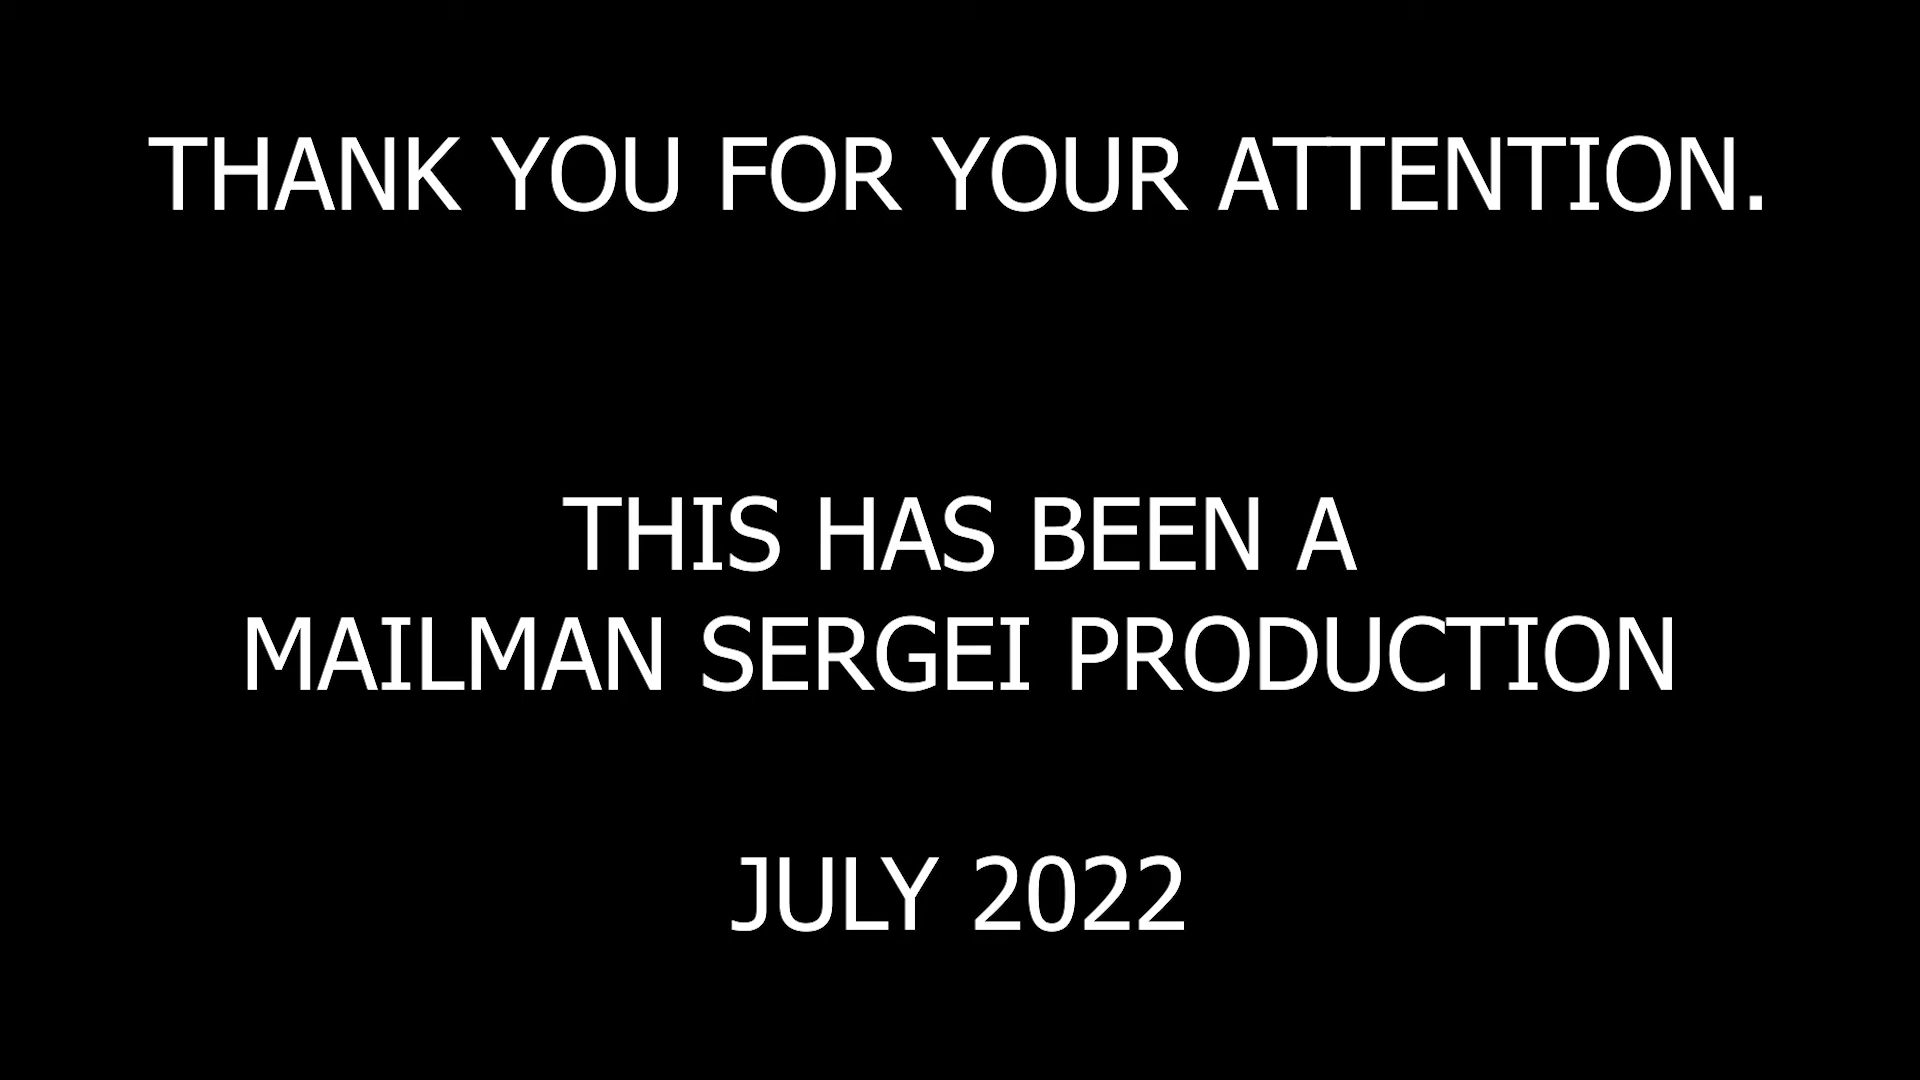 THANK YOU FOR YOUR ATTENTION.
THIS HAS BEEN A
MAILMAN SERGEI PRODUCTION
JULY 2022